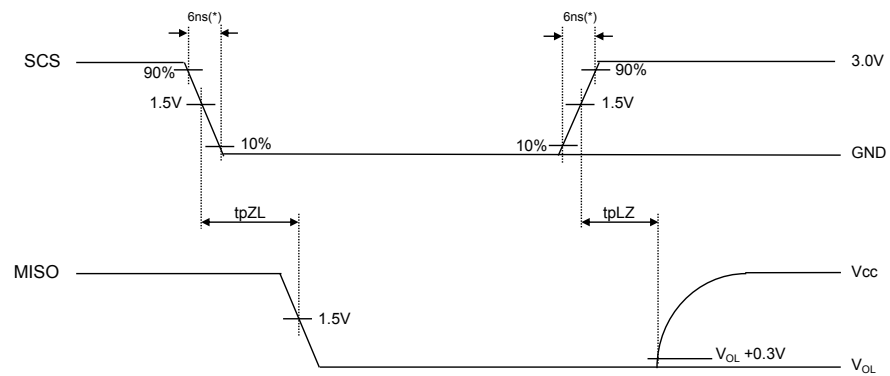 6ns(*)
6ns(*)
SCS
90%
90%
3.0V
1.5V
1.5V
10%
10%
GND
tpZL
tpLZ
MISO
Vcc
1.5V
VOL +0.3V
VOL